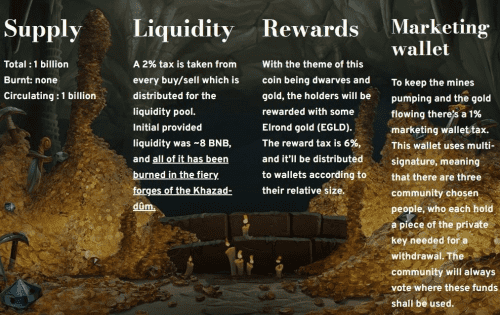 Supply
Total : 1 billion
Burnt: none
Circulating : 1 billion
Liquidity
A 2% tax is taken from
every buy/sell which is
distributed for the
liquidity pool.
Initial provided
liquidity was ~8 BNB,
and all of it has been
burned in the fiery
forges of the Khazad-
dûm.
Rewards
With the theme of this
coin being dwarves and
gold, the holders will be
rewarded with some
Elrond gold (EGLD).
The reward tax is 6%,
and it'll be distributed
to wallets according to
their relative size.
Marketing
wallet
To keep the mines
pumping and the gold
flowing there's a 1%
marketing wallet tax.
This wallet uses multi-
signature, meaning
that there are three
community chosen
people, who each hold
a piece of the private
key needed for a
withdrawal. The
community will always
vote where these funds
shall be used.